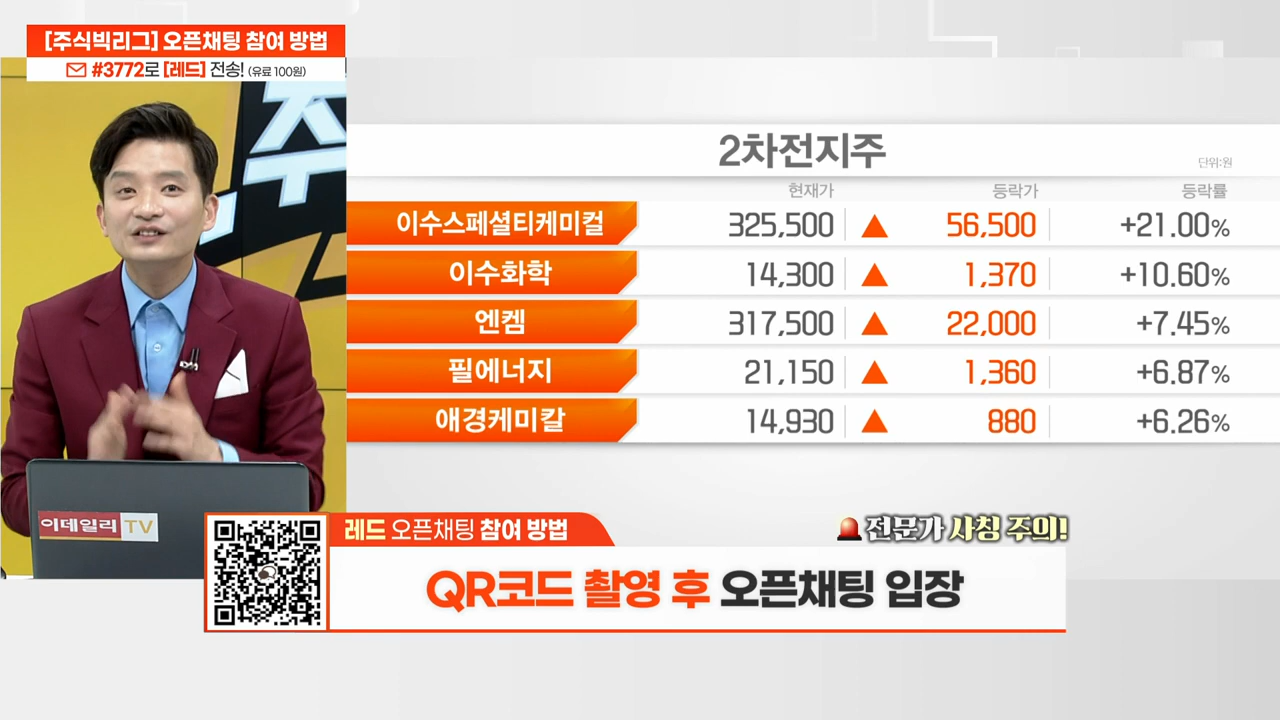 [주식빅리그] 오픈채팅 참여 방법
#3772로 [레드] 전송! (유료 100원)
주
2차전지주
단위:원
현재가 등락가 등락률
이수스페셜티케미컬 325,500 ▲ 56,500 +21.00%
이수화학 14,300 ▲ 1,370 +10.60%
엔켐 317,500 ▲ 22,000 +7.45%
필에너지 21,150 ▲ 1,360 +6.87%
애경케미칼 14,930 ▲ 880 +6.26%
이데일리 TV
레드 오픈채팅 참여 방법
전문가 사칭 주의!
QR코드 촬영 후 오픈채팅 입장